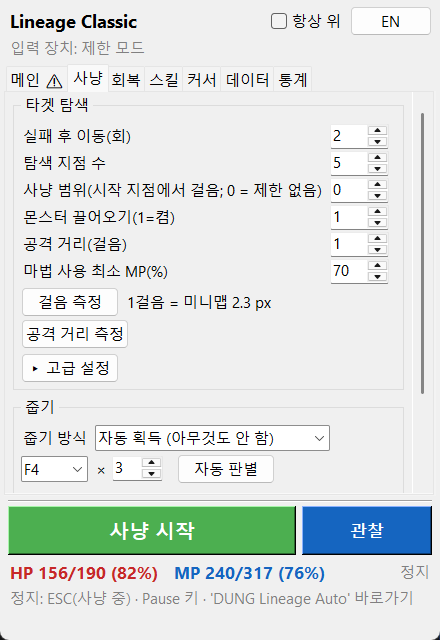 Lineage Classic
항상 위
EN
입력 장치: 제한 모드
메인 ⚠ 사냥 회복 스킬 커서 데이터 통계
타겟 탐색
실패 후 이동(회) 2
탐색 지점 수 5
사냥 범위(시작 지점에서 걸음; 0 = 제한 없음) 0
몬스터 끌어오기(1=켬) 1
공격 거리(걸음) 1
마법 사용 최소 MP(%) 70
걸음 측정 1걸음 = 미니맵 2.3 px
공격 거리 측정
▸ 고급 설정
줍기
줍기 방식 자동 획득 (아무것도 안 함)
F4 × 3 자동 판별
사냥 시작 관찰
HP 156/190 (82%) MP 240/317 (76%) 정지
정지: ESC(사냥 중) · Pause 키 · 'DUNG Lineage Auto' 바로가기